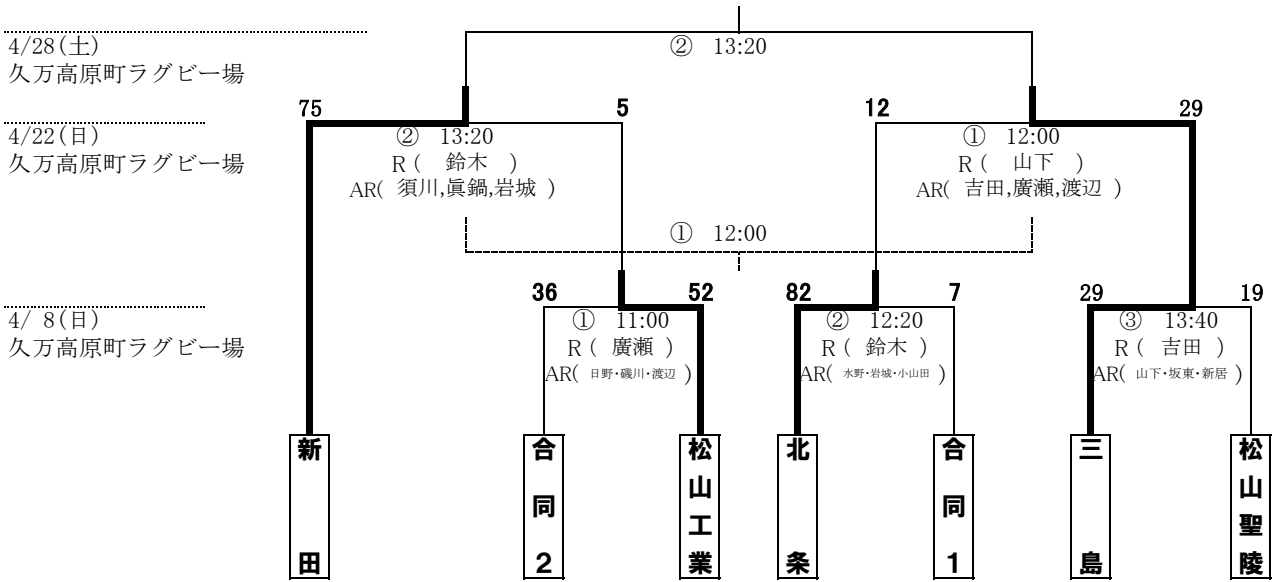 ② 13:20
4/28(土)
久万高原町ラグビー場
75 5 12 29
4/22(日)
久万高原町ラグビー場
② 13:20
R ( 鈴木 )
AR( 須川,眞鍋,岩城 )
① 12:00
R ( 山下 )
AR( 吉田,廣瀬,渡辺 )
① 12:00
36 52 82 7 29 19
4/ 8(日)
久万高原町ラグビー場
① 11:00
R ( 廣瀬 )
AR( 日野・磯川・渡辺 )
② 12:20
R ( 鈴木 )
AR( 水野・岩城・小山田 )
③ 13:40
R ( 吉田 )
AR( 山下・坂東・新居 )
新田
合同2
松山工業
北条
合同1
三島
松山聖陵